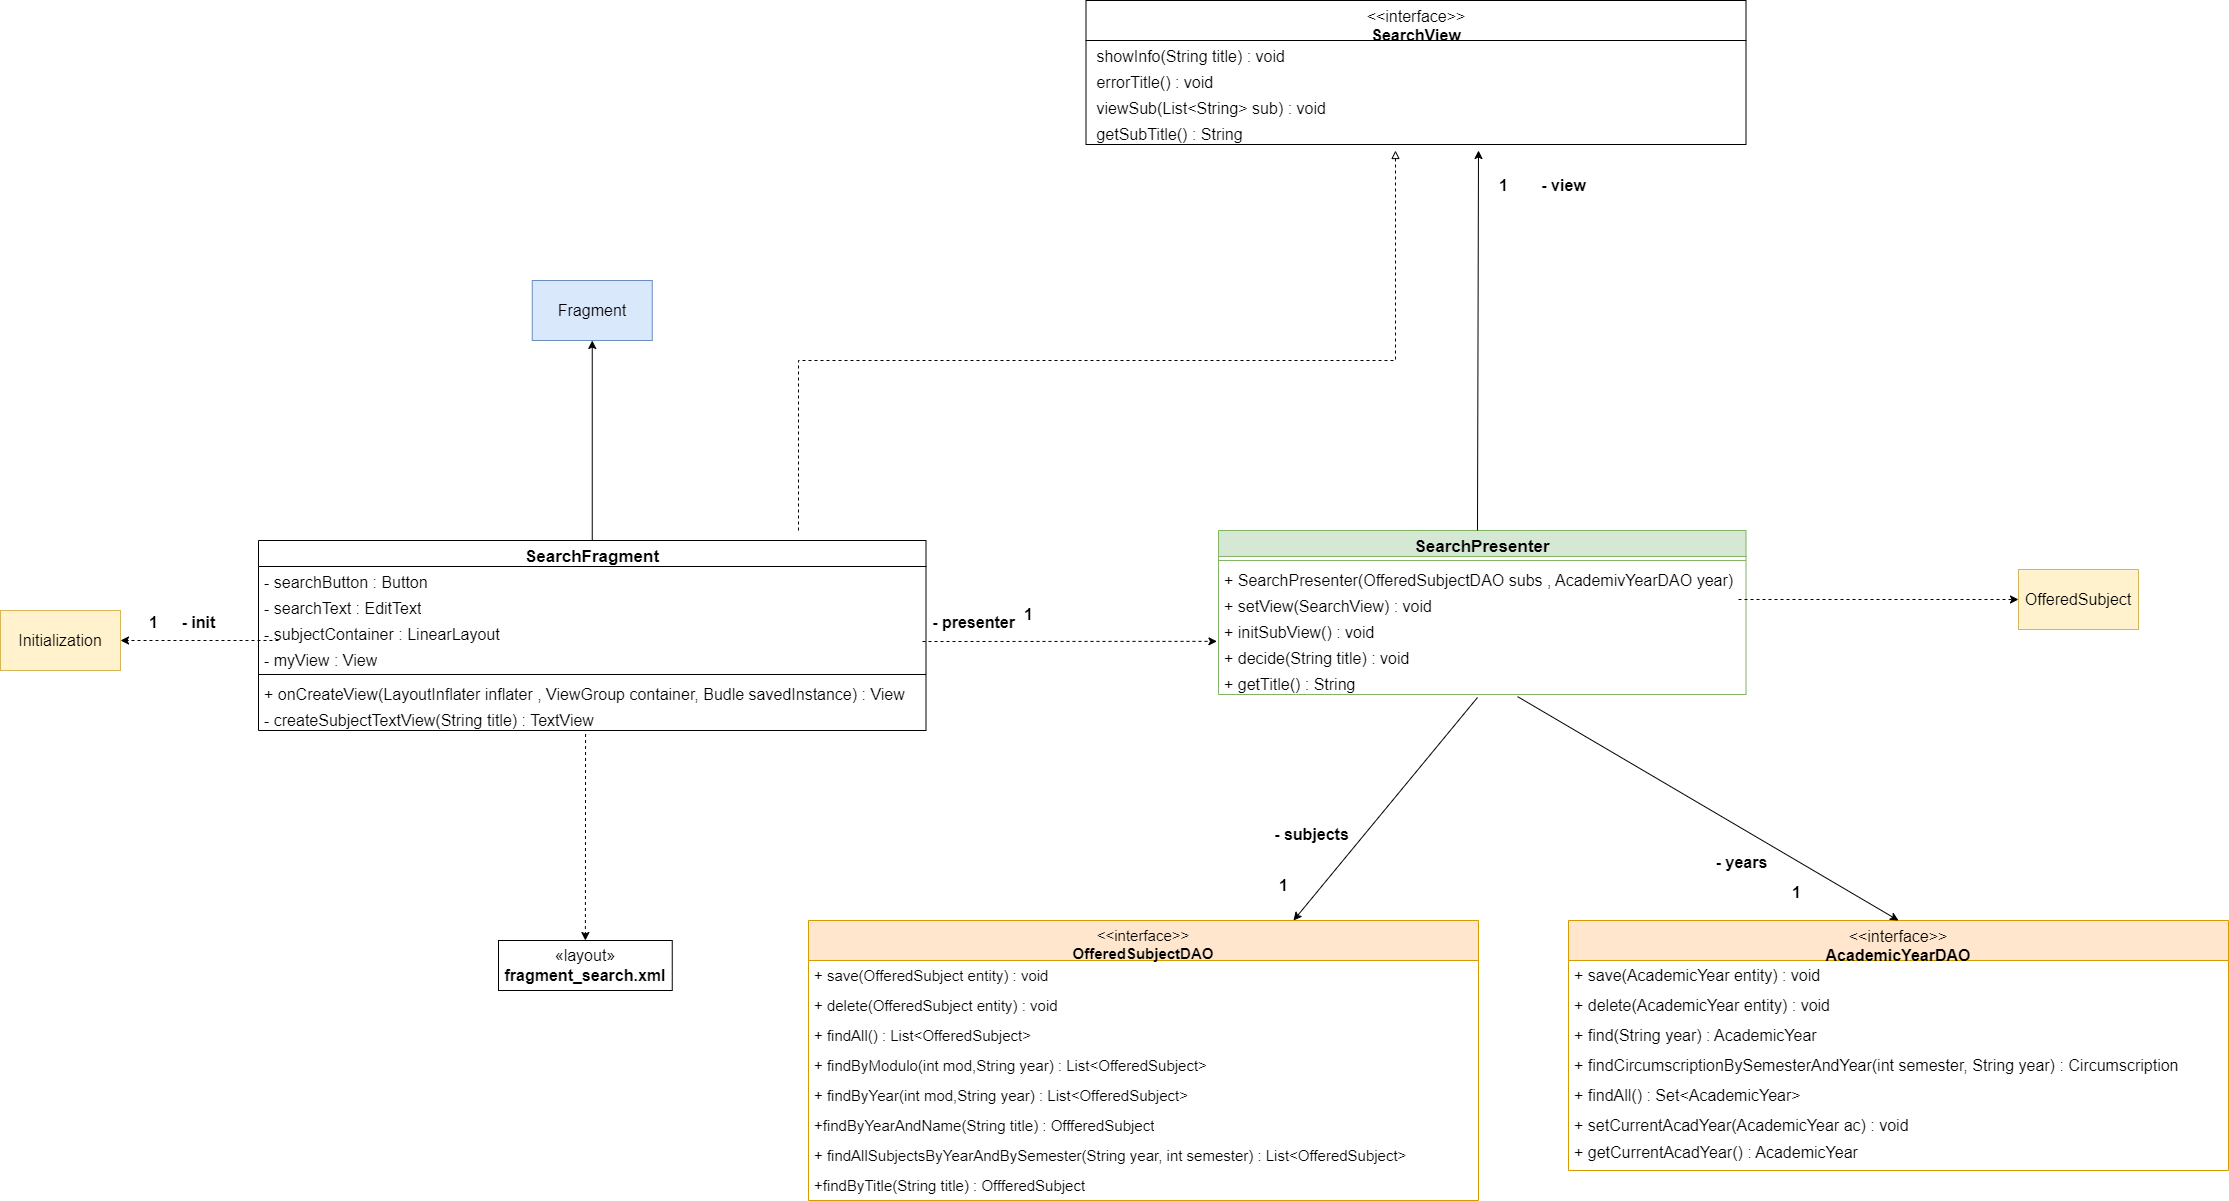 <<interface>>
SearchView
showInfo(String title) : void
errorTitle() : void
viewSub(List<String> sub) : void
getSubTitle() : String
1 - view
Fragment
SearchFragment
- searchButton : Button
- searchText : EditText
- subjectContainer : LinearLayout
- myView : View
+ onCreateView(LayoutInflater inflater , ViewGroup container, Budle savedInstance) : View
- createSubjectTextView(String title) : TextView
Initialization
1 - init
- presenter 1
SearchPresenter
+ SearchPresenter(OfferedSubjectDAO subs , AcademivYearDAO year)
+ setView(SearchView) : void
+ initSubView() : void
+ decide(String title) : void
+ getTitle() : String
OfferedSubject
- subjects
1
- years
1
«layout»
fragment_search.xml
<<interface>>
OfferedSubjectDAO
+ save(OfferedSubject entity) : void
+ delete(OfferedSubject entity) : void
+ findAll() : List<OfferedSubject>
+ findByModulo(int mod,String year) : List<OfferedSubject>
+ findByYear(int mod,String year) : List<OfferedSubject>
+findByYearAndName(String title) : OffferedSubject
+ findAllSubjectsByYearAndBySemester(String year, int semester) : List<OfferedSubject>
+findByTitle(String title) : OffferedSubject
<<interface>>
AcademicYearDAO
+ save(AcademicYear entity) : void
+ delete(AcademicYear entity) : void
+ find(String year) : AcademicYear
+ findCircumscriptionBySemesterAndYear(int semester, String year) : Circumscription
+ findAll() : Set<AcademicYear>
+ setCurrentAcadYear(AcademicYear ac) : void
+ getCurrentAcadYear() : AcademicYear